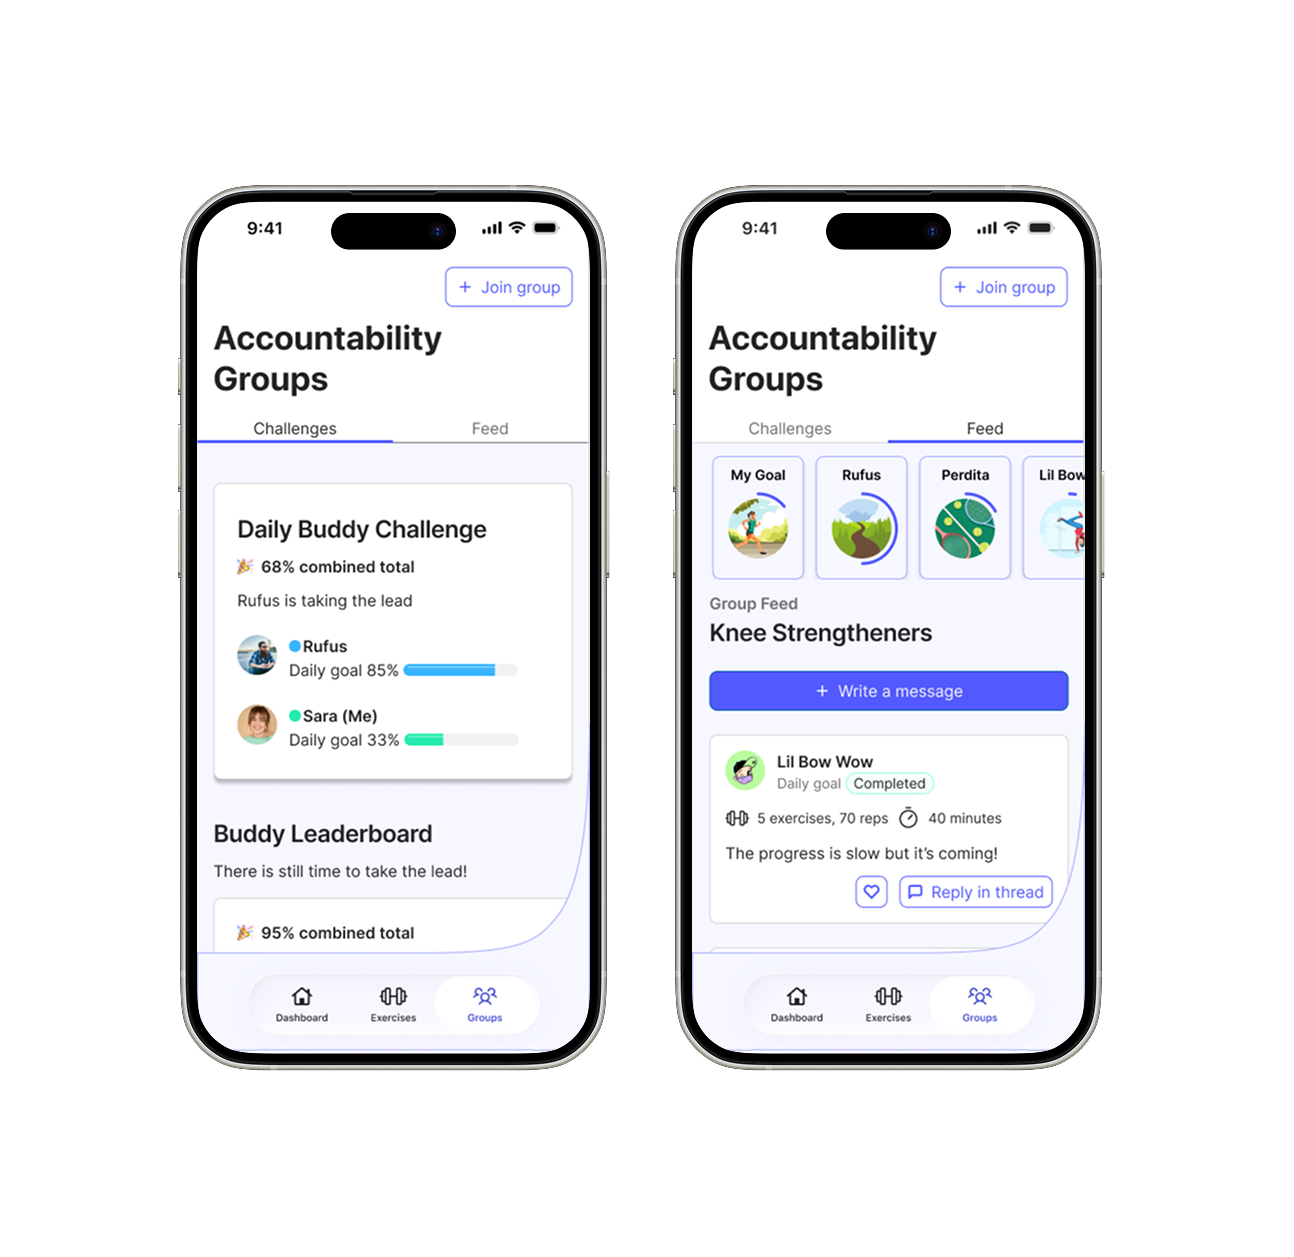 9:41
+ Join group
Accountability
Groups
Challenges Feed
Daily Buddy Challenge
68% combined total
Rufus is taking the lead
Rufus
Daily goal 85%
Sara (Me)
Daily goal 33%
Buddy Leaderboard
There is still time to take the lead!
95% combined total
Dashboard Exercises Groups
9:41
+ Join group
Accountability
Groups
Challenges Feed
My Goal Rufus Perdita Lil Bow
Group Feed
Knee Strengtheners
+ Write a message
Lil Bow Wow
Daily goal Completed
5 exercises, 70 reps 40 minutes
The progress is slow but it's coming!
Reply in thread
Dashboard Exercises Groups